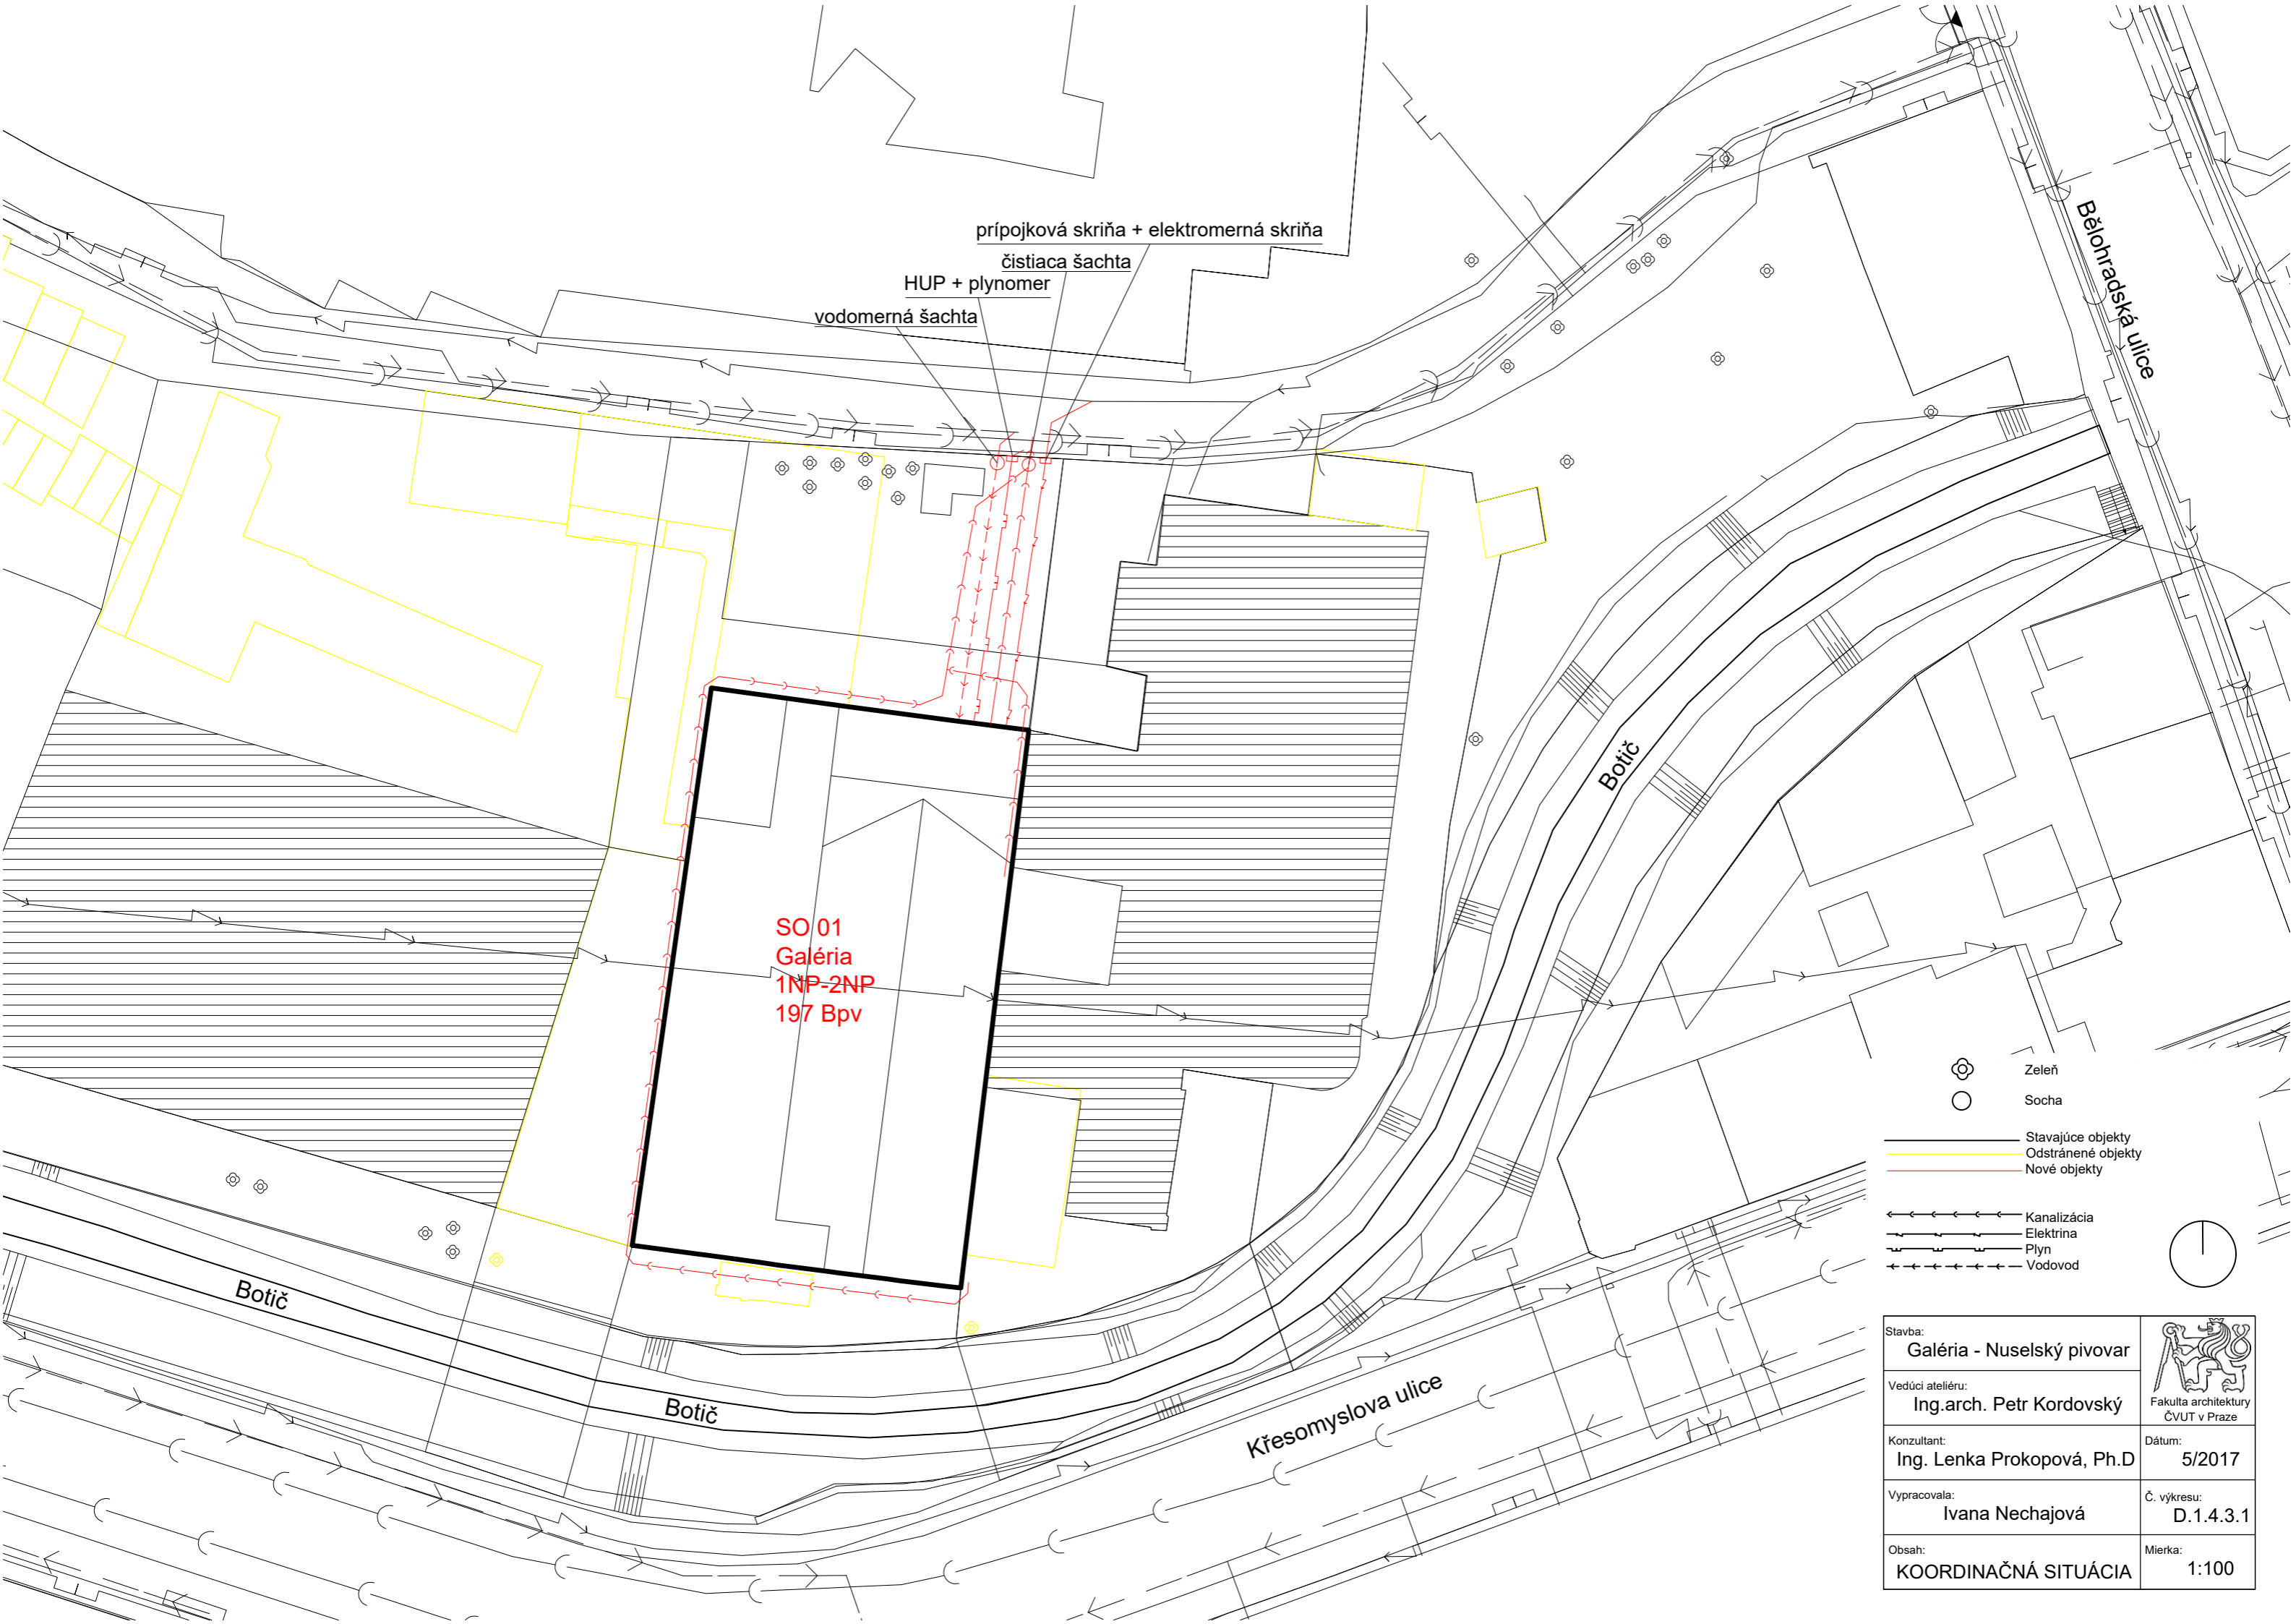 prípojková skriňa + elektromerná skriňa
čistiaca šachta
HUP + plynomer
vodomerná šachta
Bělohradská ulice
Botič
SO 01
Galéria
1NP-2NP
197 Bpv
Botič
Botič
Křesomyslova ulice
Zeleň
Socha
Stavajúce objekty
Odstránené objekty
Nové objekty
Kanalizácia
Elektrina
Plyn
Vodovod
Stavba:
Galéria - Nuselský pivovar
Fakulta architektury
ČVUT v Praze
Vedúci ateliéru:
Ing.arch. Petr Kordovský
Konzultant:
Ing. Lenka Prokopová, Ph.D
Dátum:
5/2017
Vypracovala:
Ivana Nechajová
Č. výkresu:
D.1.4.3.1
Obsah:
KOORDINAČNÁ SITUÁCIA
Mierka:
1:100